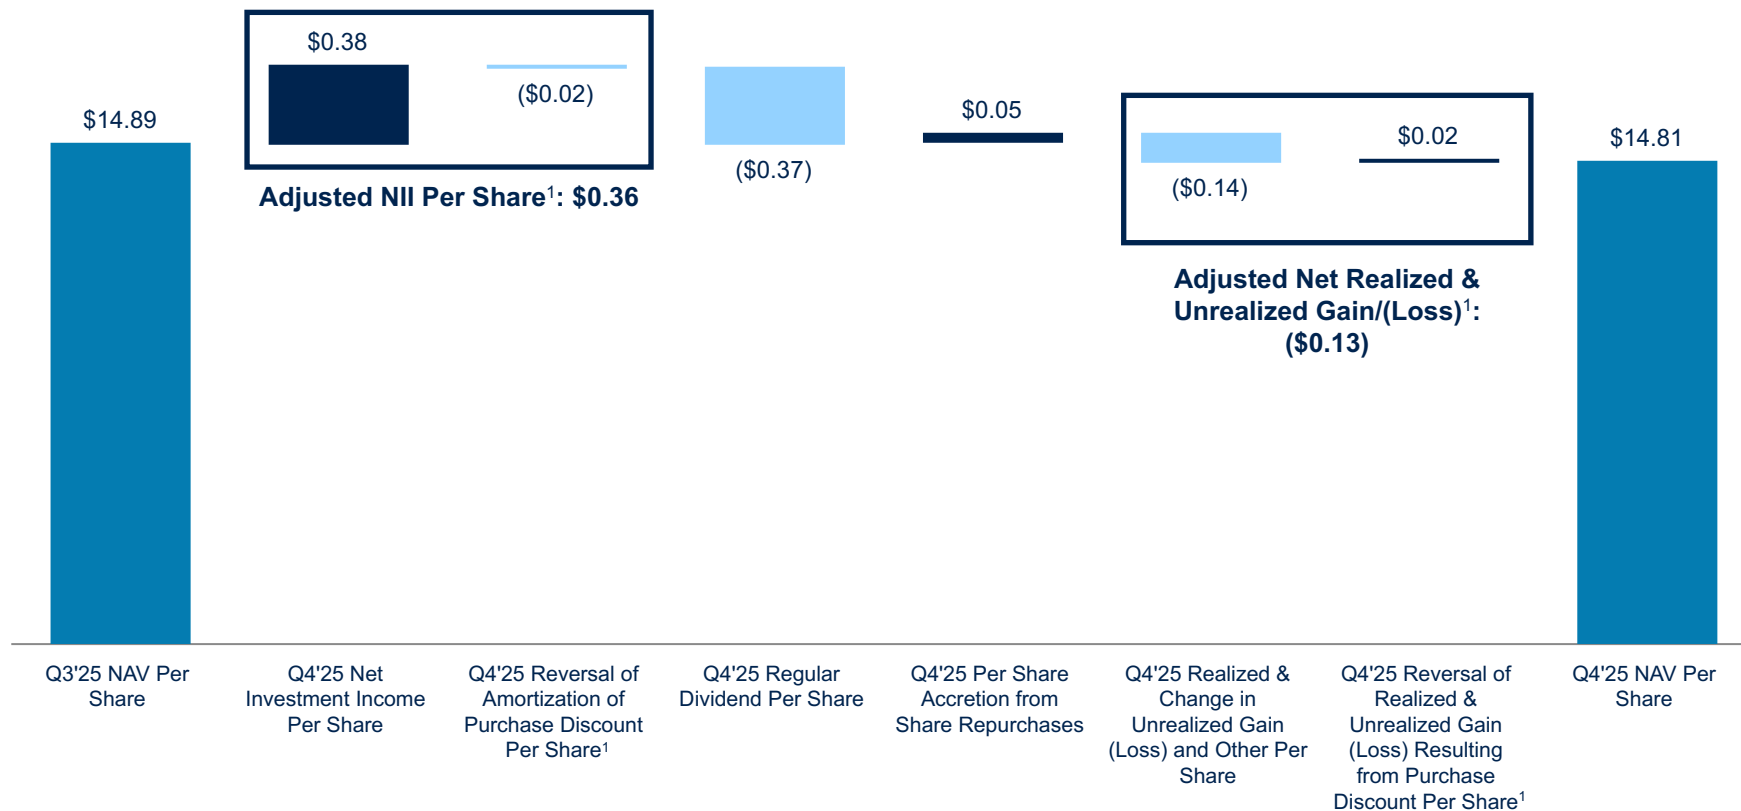 $0.38
($0.02)
$14.89
Adjusted NII Per Share¹: $0.36
($0.37)
$0.05
($0.14)
$0.02
Adjusted Net Realized &
Unrealized Gain/(Loss)¹:
($0.13)
$14.81
Q3'25 NAV Per
Share
Q4'25 Net
Investment Income
Per Share
Q4'25 Reversal of
Amortization of
Purchase Discount
Per Share¹
Q4'25 Regular
Dividend Per Share
Q4'25 Per Share
Accretion from
Share Repurchases
Q4'25 Realized &
Change in
Unrealized Gain
(Loss) and Other Per
Share
Q4'25 Reversal of
Realized &
Unrealized Gain
(Loss) Resulting
from Purchase
Discount Per Share¹
Q4'25 NAV Per
Share